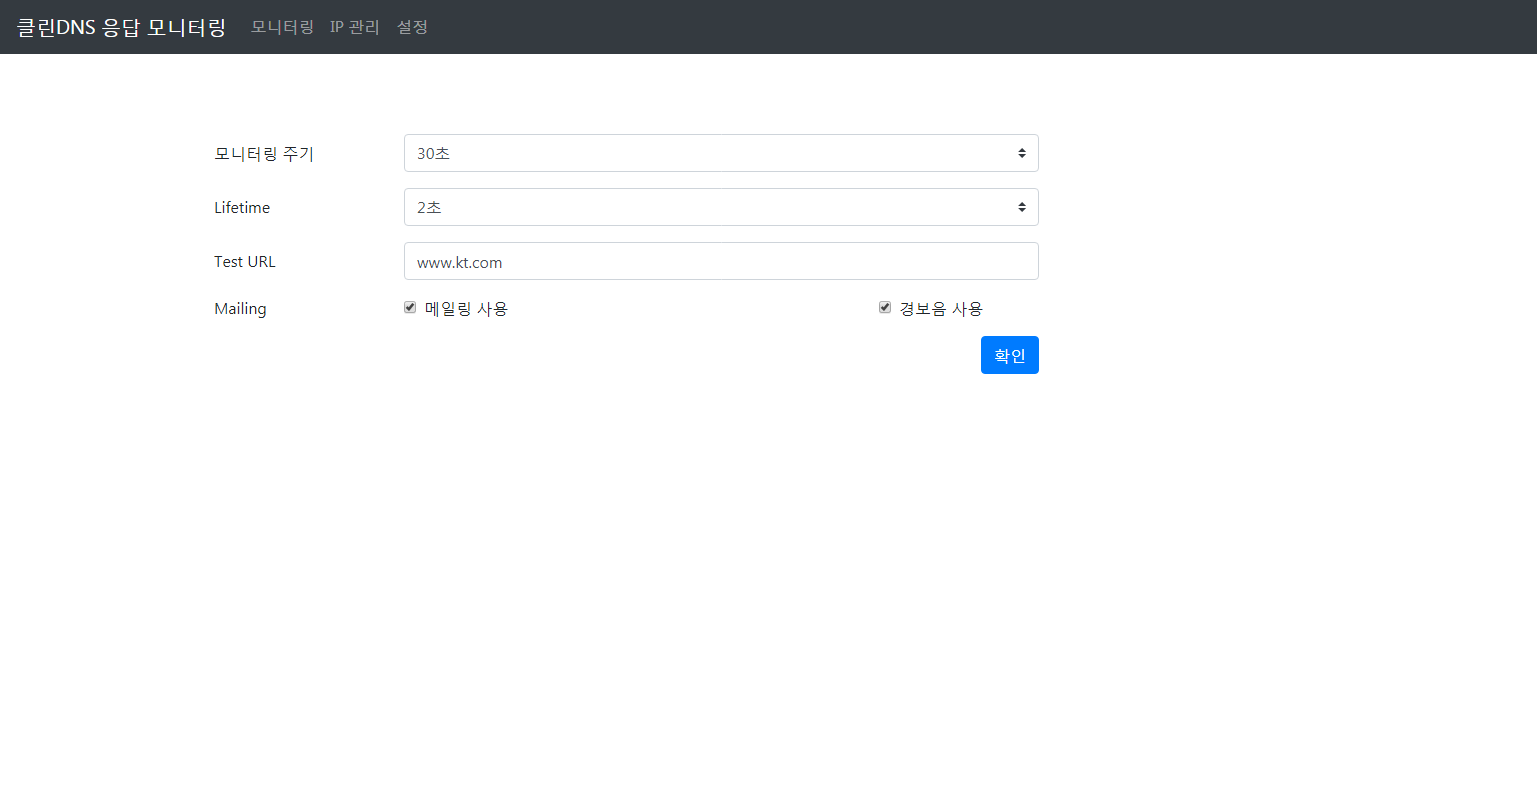 클린DNS 응답 모니터링 모니터링 IP 관리 설정
모니터링 주기 30초
Lifetime 2초
Test URL www.kt.com
Mailing 메일링 사용 경보음 사용
확인